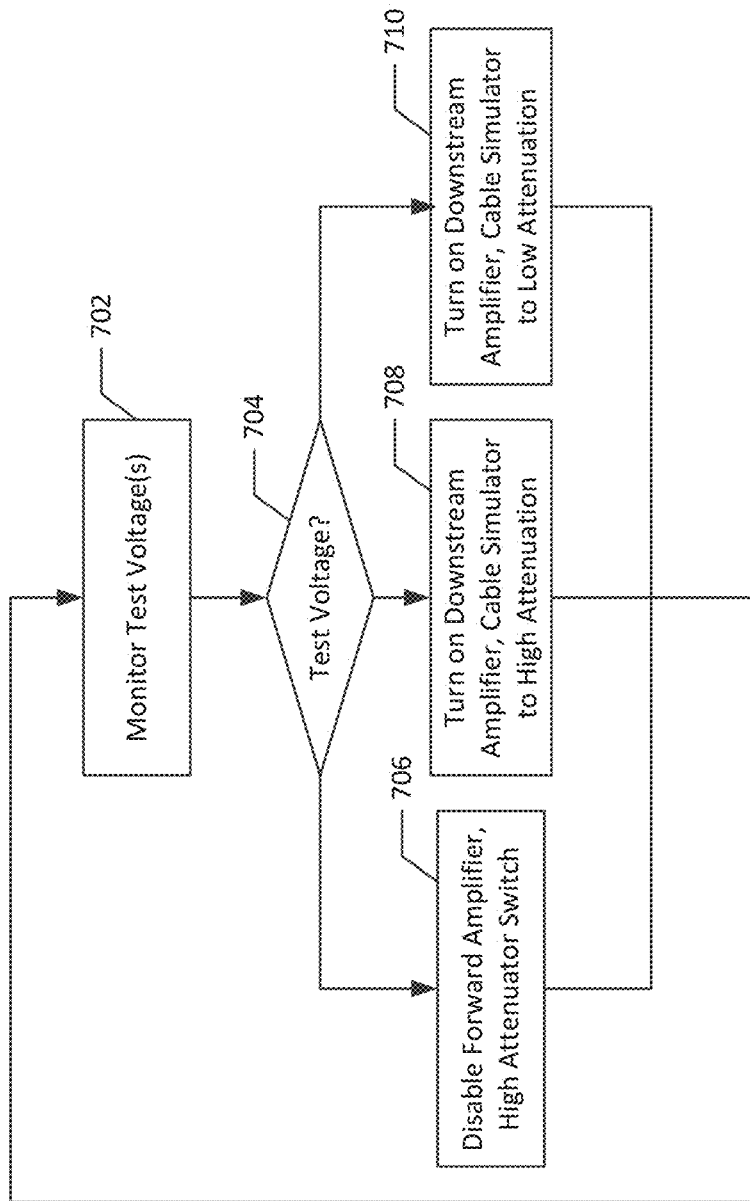 702
Monitor Test Voltage(s)
704
Test Voltage?
706
Disable Forward Amplifier,
High Attenuator Switch
708
Turn on Downstream
Amplifier, Cable Simulator
to High Attenuation
710
Turn on Downstream
Amplifier, Cable Simulator
to Low Attenuation